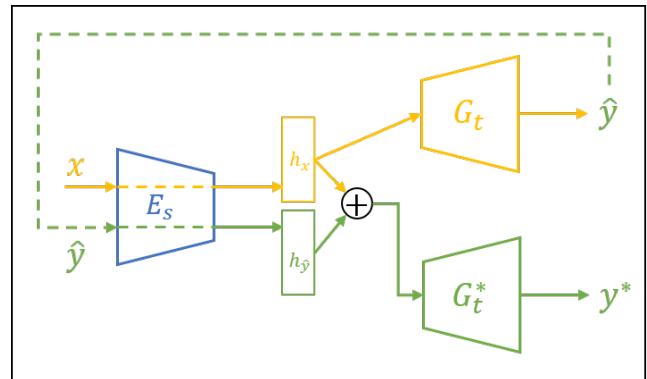 x
E_s
ŷ
h_x
h_ŷ
+
G_t
ŷ
G_t^*
y*